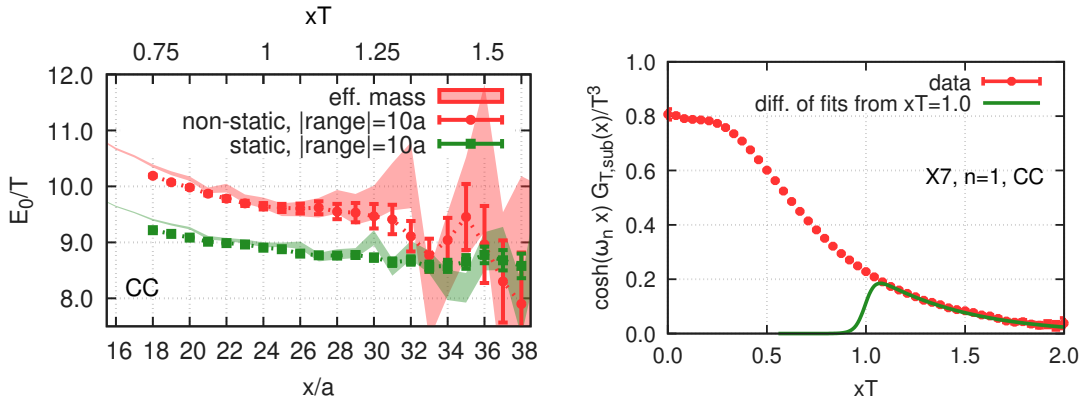 xT
0.75 1 1.25 1.5
12.0
11.0
10.0
9.0
8.0
E0/T
eff. mass
non-static, |range|=10a
static, |range|=10a
CC
16 18 20 22 24 26 28 30 32 34 36 38
x/a
cosh(ωn x) GT,sub(x)/T³
0.8
0.6
0.4
0.2
0.0
data
diff. of fits from xT=1.0
X7, n=1, CC
0.0 0.5 1.0 1.5 2.0
xT